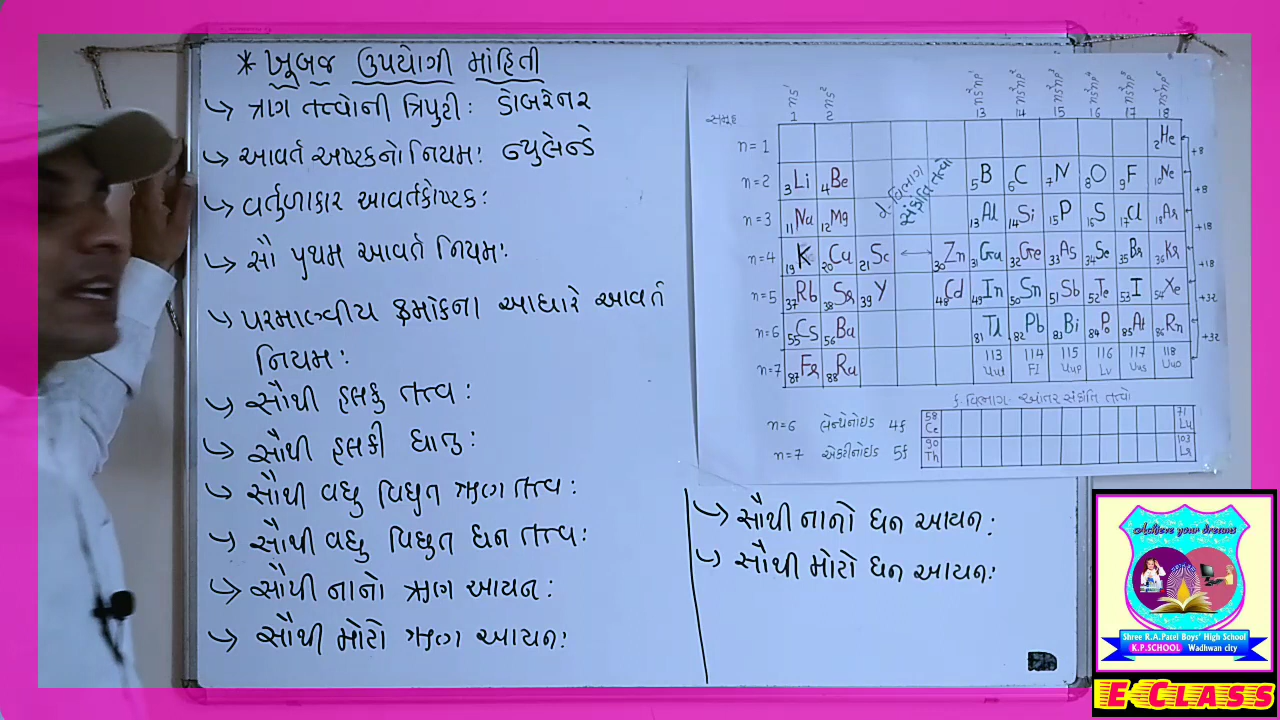 * ખૂબજ ઉપયોગી માહિતી
↪ ત્રણ તત્ત્વોની ત્રિપુટી: ડોબરેનર
↪ આવર્ત અષ્ટકનો નિયમ: ન્યુલેન્ડે
↪ વર્તુળાકાર આવર્તકોષ્ટક:
↪ સૌ પ્રથમ આવર્ત નિયમ:
↪ પરમાણ્વીય ક્રમાંકના આધારે આવર્ત
નિયમ:
↪ સૌથી હલકુ તત્ત્વ:
↪ સૌથી હલકી ધાતુ:
↪ સૌથી વધુ વિદ્યુત ઋણ તત્ત્વ:
↪ સૌથી વધુ વિદ્યુત ધન તત્ત્વ:
↪ સૌથી નાનો ઋણ આયન:
↪ સૌથી મોટો ઋણ આયન:
↪ સૌથી નાનો ધન આયન:
↪ સૌથી મોટો ધન આયન:
સમૂહ 1 2 13 14 15 16 17 18
n=1 2He
n=2 3Li 4Be 5B 6C 7N 8O 9F 10Ne
n=3 11Na 12Mg 13Al 14Si 15P 16S 17Cl 18Ar
n=4 19K 20Ca 21Sc ↔ 30Zn 31Ga 32Ge 33As 34Se 35Br 36Kr
n=5 37Rb 38Sr 39Y 48Cd 49In 50Sn 51Sb 52Te 53I 54Xe
n=6 55Cs 56Ba 81Tl 82Pb 83Bi 84Po 85At 86Rn
n=7 87Fr 88Ra 113 Uut 114 Fl 115 Uup 116 Lv 117 Uus 118 Uuo
+8
+8
+18
+18
+32
+32
d-વિભાગ
સંક્રાંતિ તત્વો
f-વિભાગ- આંતર સંક્રાંતિ તત્વો
n=6 લેન્થેનોઇડ 4f 58 Ce 71 Lu
n=7 એક્ટીનોઇડ 5f 90 Th 103 Lr
Achieve your dreams
Shree R.A.Patel Boys' High School
K.P.SCHOOL Wadhwan city
E-Class